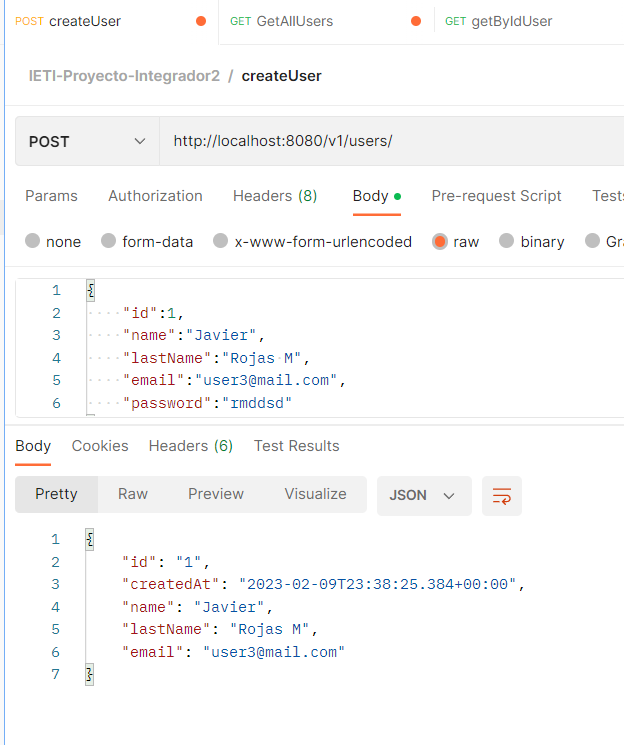 POST createUser GET GetAllUsers GET getByIdUser
IETI-Proyecto-Integrador2 / createUser
POST http://localhost:8080/v1/users/
Params Authorization Headers (8) Body Pre-request Script Tests
none form-data x-www-form-urlencoded raw binary Gra
1 {
2 "id":1,
3 "name":"Javier",
4 "lastName":"Rojas M",
5 "email":"user3@mail.com",
6 "password":"rmddsd"
Body Cookies Headers (6) Test Results
Pretty Raw Preview Visualize JSON
1 {
2 "id": "1",
3 "createdAt": "2023-02-09T23:38:25.384+00:00",
4 "name": "Javier",
5 "lastName": "Rojas M",
6 "email": "user3@mail.com"
7 }